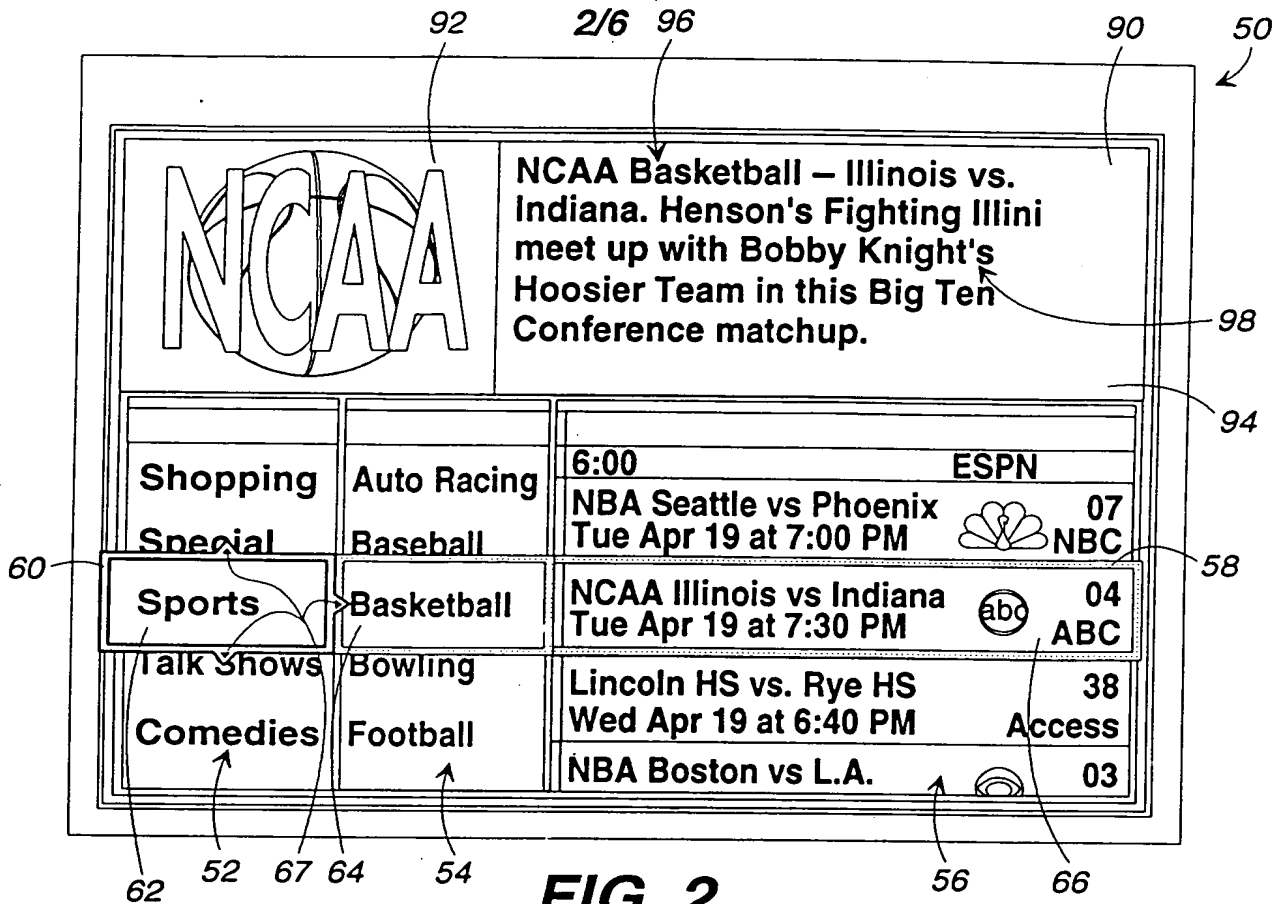 92 2/6 96 90 50
NCAA
NCAA Basketball – Illinois vs.
Indiana. Henson's Fighting Illini
meet up with Bobby Knight's
Hoosier Team in this Big Ten
Conference matchup.
98
94
Shopping
Special
Sports
Talk Shows
Comedies
Auto Racing
Baseball
Basketball
Bowling
Football
6:00 ESPN
NBA Seattle vs Phoenix 07
Tue Apr 19 at 7:00 PM NBC
NCAA Illinois vs Indiana abc 04
Tue Apr 19 at 7:30 PM ABC
Lincoln HS vs. Rye HS 38
Wed Apr 19 at 6:40 PM Access
NBA Boston vs L.A. 03
60
58
62 52 67 64 54 56 66
FIG. 2